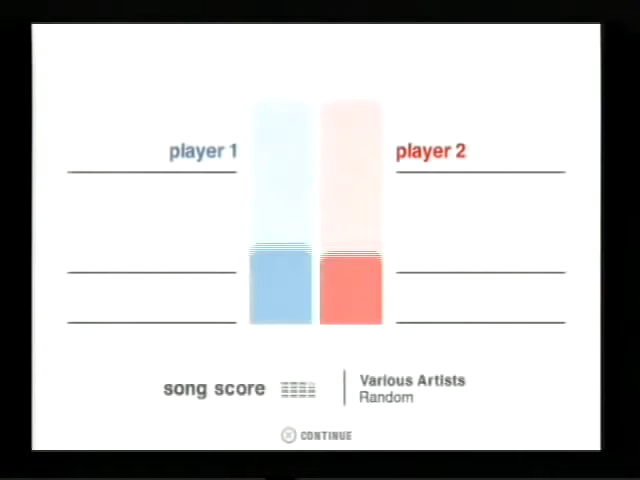 player 1
player 2
song score
Various Artists
Random
CONTINUE